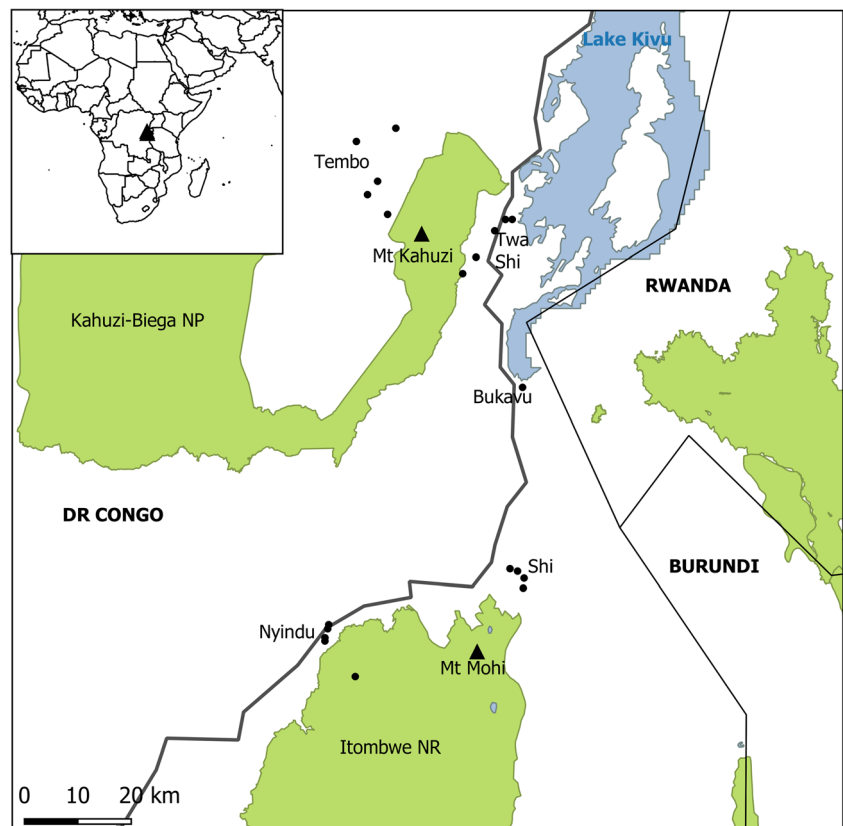 Lake Kivu
Tembo
Twa
Mt Kahuzi
Shi
RWANDA
Kahuzi-Biega NP
Bukavu
DR CONGO
Shi
BURUNDI
Nyindu
Mt Mohi
Itombwe NR
0 10 20 km